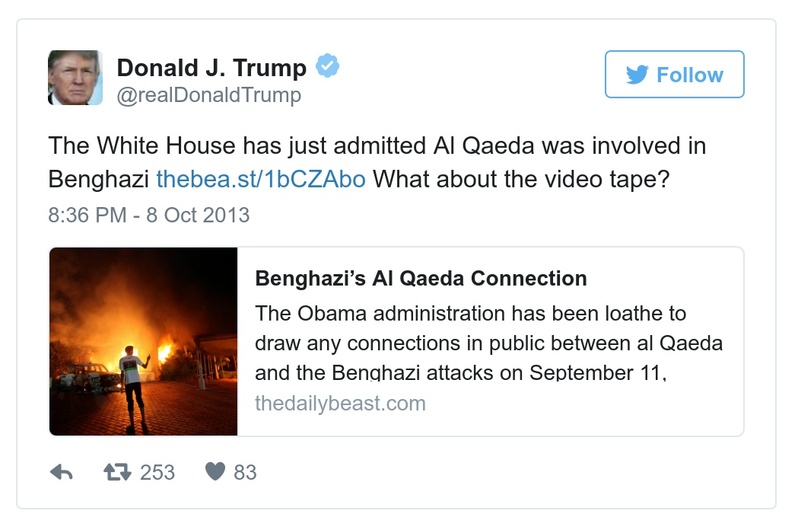 Donald J. Trump
@realDonaldTrump
Follow
The White House has just admitted Al Qaeda was involved in
Benghazi thebea.st/1bCZAbo What about the video tape?
8:36 PM - 8 Oct 2013
Benghazi’s Al Qaeda Connection
The Obama administration has been loathe to
draw any connections in public between al Qaeda
and the Benghazi attacks on September 11,
thedailybeast.com
253 83